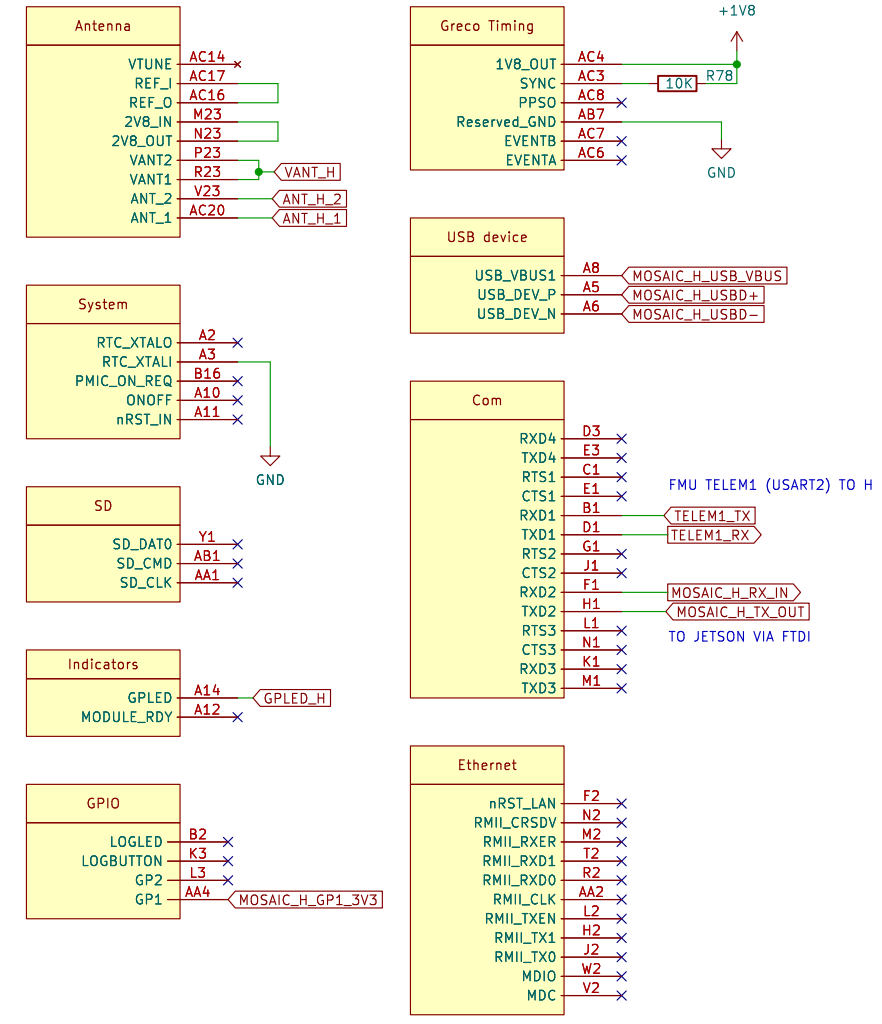 Antenna
VTUNE AC14
REF_I AC17
REF_O AC16
2V8_IN M23
2V8_OUT N23
VANT2 P23
VANT1 R23
VANT_H
ANT_2 V23 ANT_H_2
ANT_1 AC20 ANT_H_1
System
RTC_XTALO A2
RTC_XTALI A3
PMIC_ON_REQ B16
ONOFF A10
nRST_IN A11
GND
SD
SD_DAT0 Y1
SD_CMD AB1
SD_CLK AA1
Indicators
GPLED A14 GPLED_H
MODULE_RDY A12
GPIO
LOGLED B2
LOGBUTTON K3
GP2 L3
GP1 AA4 MOSAIC_H_GP1_3V3
Greco Timing
+1V8
1V8_OUT AC4
SYNC AC3 10K R78
PPSO AC8
Reserved_GND AB7
EVENTB AC7
EVENTA AC6
GND
USB device
USB_VBUS1 A8 MOSAIC_H_USB_VBUS
USB_DEV_P A5 MOSAIC_H_USBD+
USB_DEV_N A6 MOSAIC_H_USBD-
Com
RXD4 D3
TXD4 E3
RTS1 C1
FMU TELEM1 (USART2) TO H
CTS1 E1
RXD1 B1 TELEM1_TX
TXD1 D1 TELEM1_RX
RTS2 G1
CTS2 J1
RXD2 F1 MOSAIC_H_RX_IN
TXD2 H1 MOSAIC_H_TX_OUT
RTS3 L1
TO JETSON VIA FTDI
CTS3 N1
RXD3 K1
TXD3 M1
Ethernet
nRST_LAN F2
RMII_CRSDV N2
RMII_RXER M2
RMII_RXD1 T2
RMII_RXD0 R2
RMII_CLK AA2
RMII_TXEN L2
RMII_TX1 H2
RMII_TX0 J2
MDIO W2
MDC V2